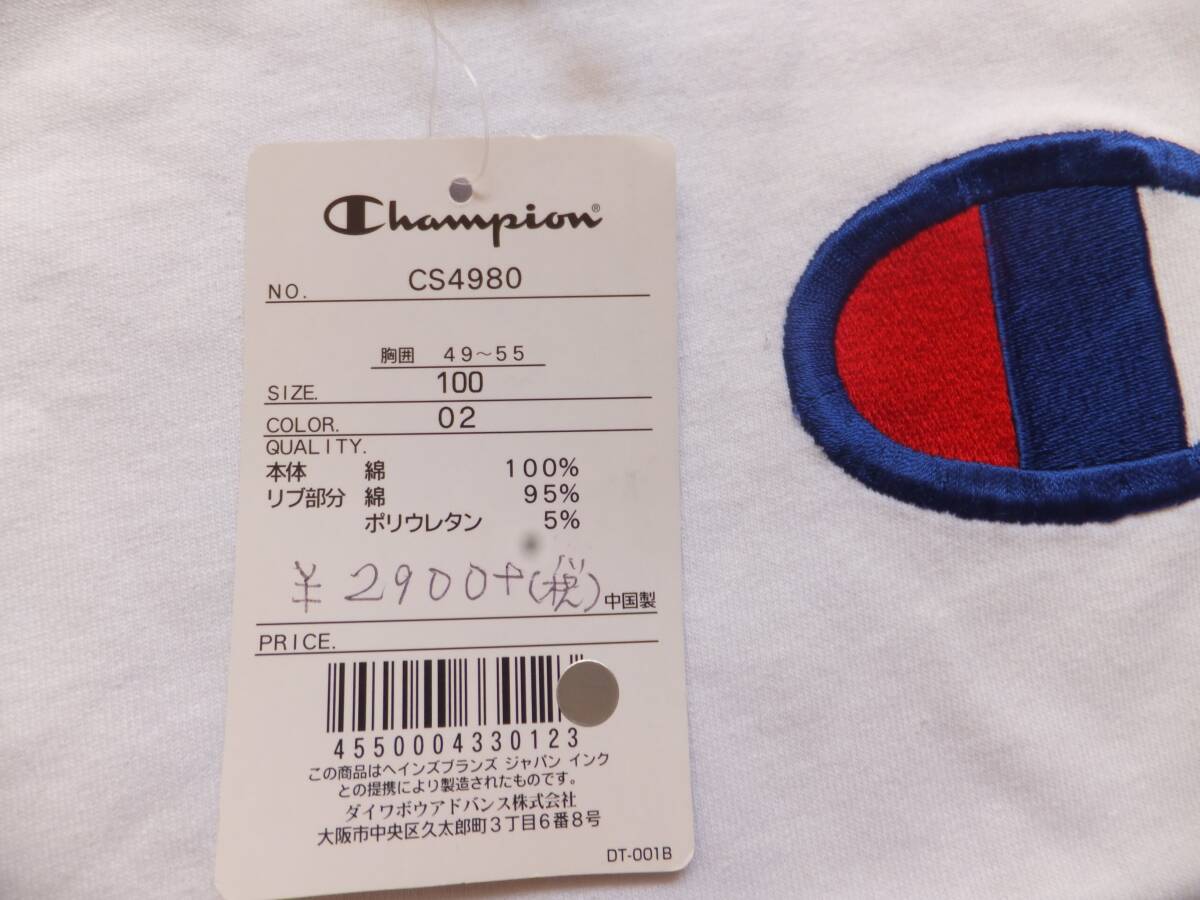 Champion®
NO. CS4980
胸囲 49～55
SIZE. 100
COLOR. 02
QUALITY.
本体 綿 100%
リブ部分 綿 95%
ポリウレタン 5%
¥2900+(税)
中国製
PRICE.
4550004330123
この商品はヘインズブランズ ジャパン インク
との提携により製造されたものです。
ダイワボウアドバンス株式会社
大阪市中央区久太郎町3丁目6番8号
DT-001B